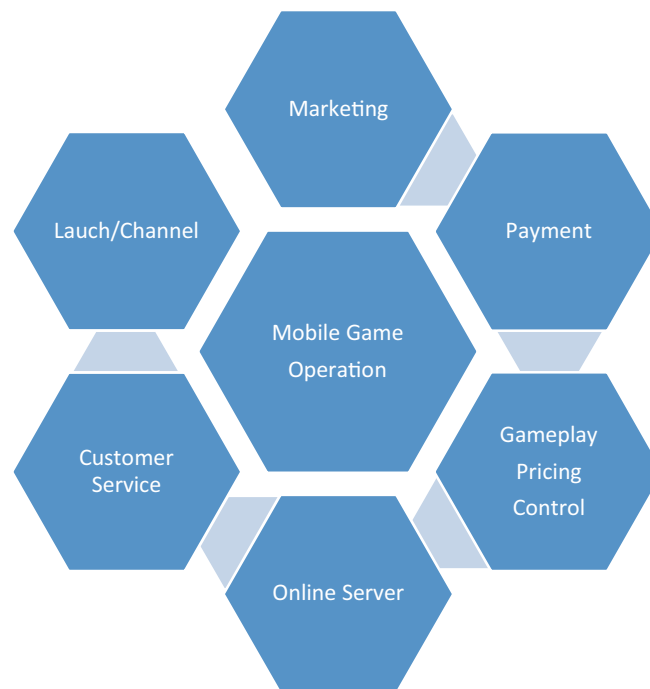 Marketing
Lauch/Channel
Payment
Mobile Game
Operation
Customer
Service
Gameplay
Pricing
Control
Online Server